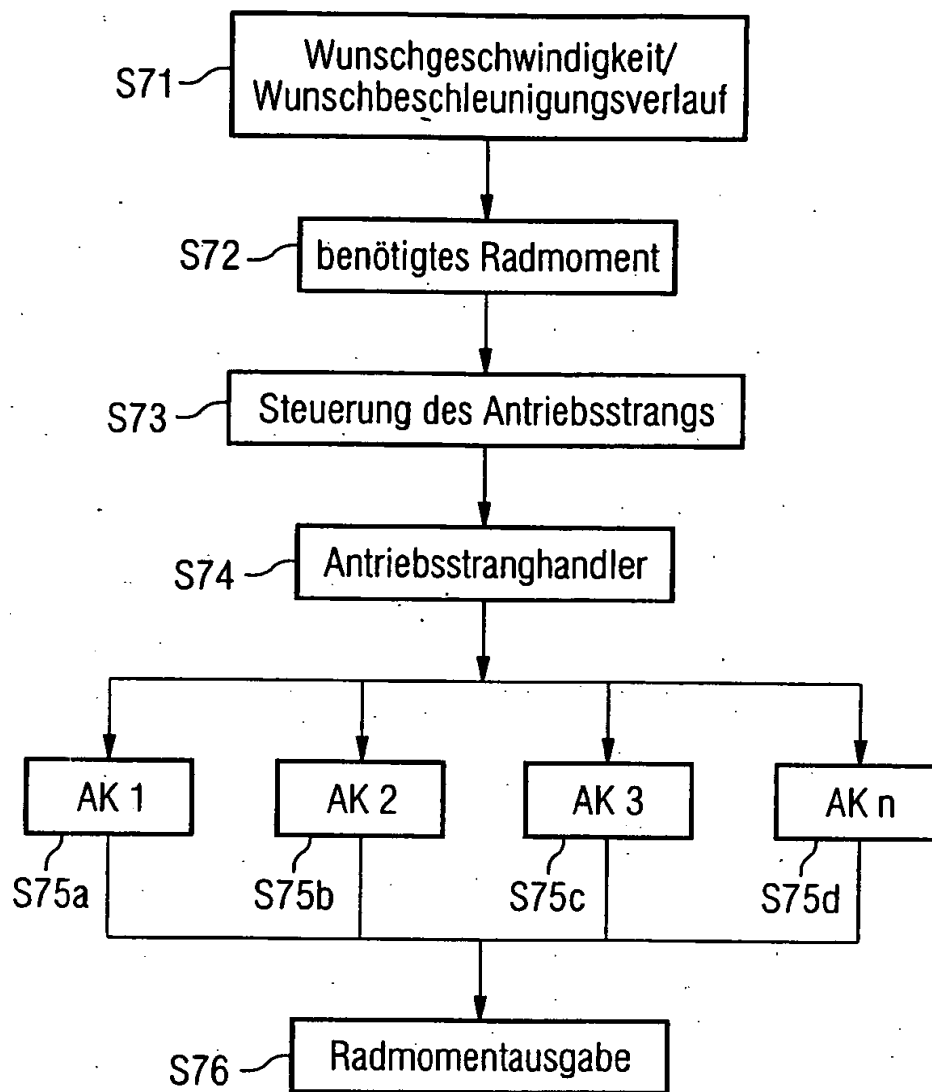 S71
Wunschgeschwindigkeit/
Wunschbeschleunigungsverlauf
S72
benötigtes Radmoment
S73
Steuerung des Antriebsstrangs
S74
Antriebsstranghandler
AK 1
AK 2
AK 3
AK n
S75a
S75b
S75c
S75d
S76
Radmomentausgabe